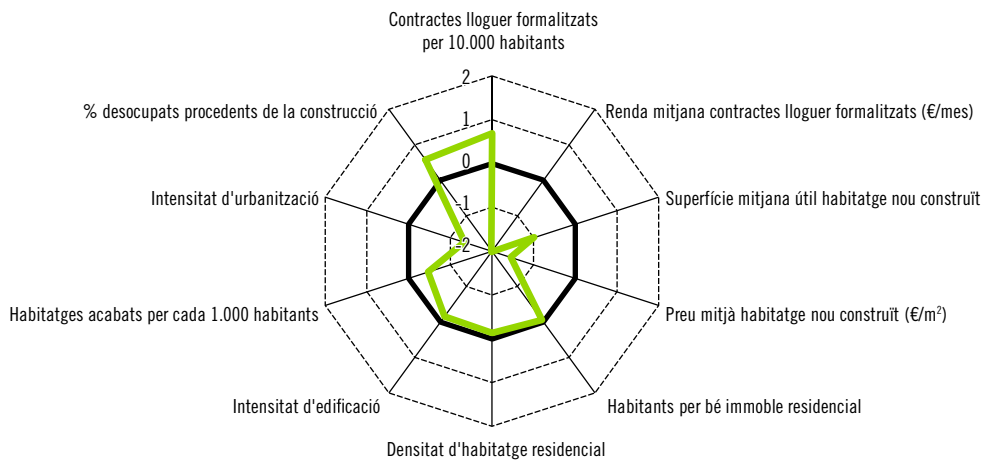 Contractes lloguer formalitzats
per 10.000 habitants
2
% desocupats procedents de la construcció
Renda mitjana contractes lloguer formalitzats (€/mes)
1
0
Intensitat d'urbanització
Superfície mitjana útil habitatge nou construït
-1
-2
Habitatges acabats per cada 1.000 habitants
Preu mitjà habitatge nou construït (€/m²)
Intensitat d'edificació
Habitants per bé immoble residencial
Densitat d'habitatge residencial